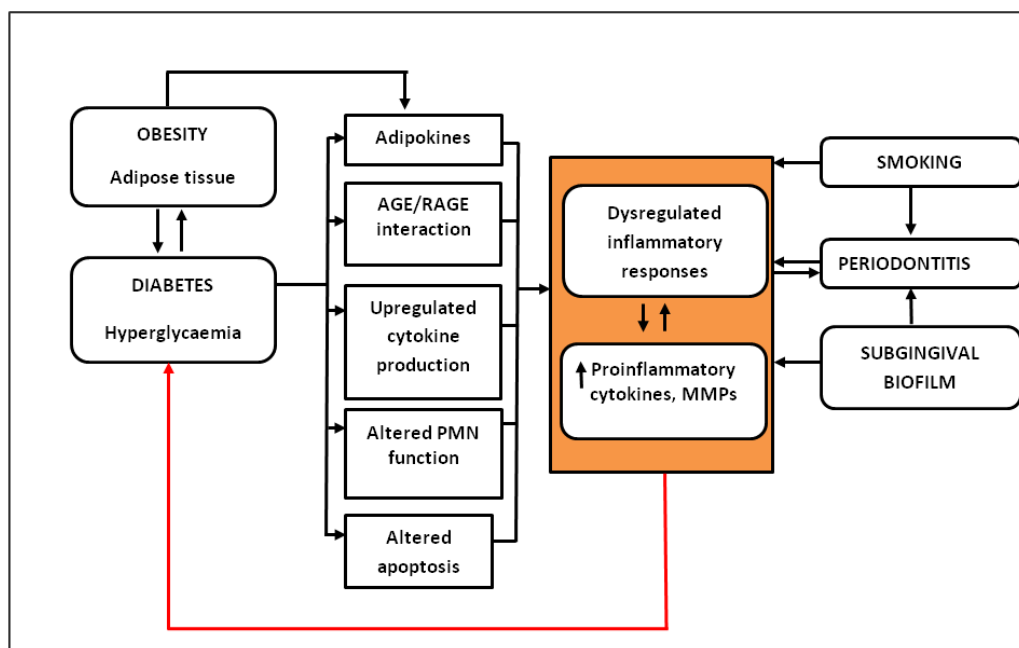 OBESITY
Adipose tissue
DIABETES
Hyperglycaemia
Adipokines
AGE/RAGE
interaction
Upregulated
cytokine
production
Altered PMN
function
Altered
apoptosis
Dysregulated
inflammatory
responses
Proinflammatory
cytokines, MMPs
SMOKING
PERIODONTITIS
SUBGINGIVAL
BIOFILM